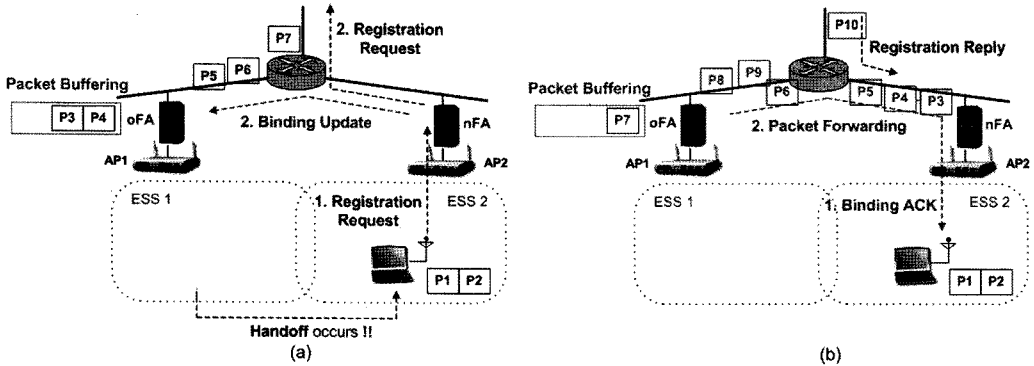 P7
2. Registration
Request
P5
P6
Packet Buffering
P3
P4
oFA
2. Binding Update
nFA
AP1
AP2
ESS 1
1. Registration
Request
ESS 2
P1
P2
Handoff occurs !!
(a)
P10
Registration Reply
P8
P9
Packet Buffering
P6
P5
P4
P3
P7
oFA
2. Packet Forwarding
nFA
AP1
AP2
ESS 1
ESS 2
1. Binding ACK
P1
P2
(b)